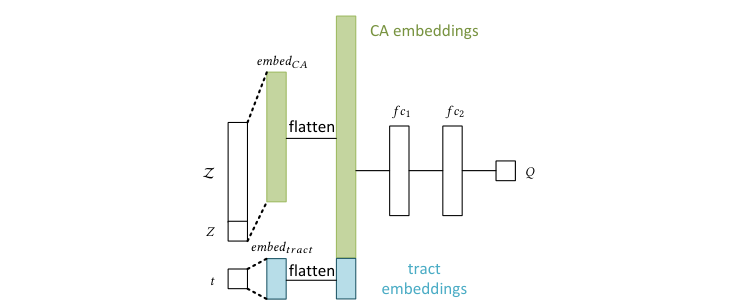 CA embeddings
embed_CA
fc_1
fc_2
flatten
𝒵
Q
Z
embed_tract
flatten
tract
embeddings
t